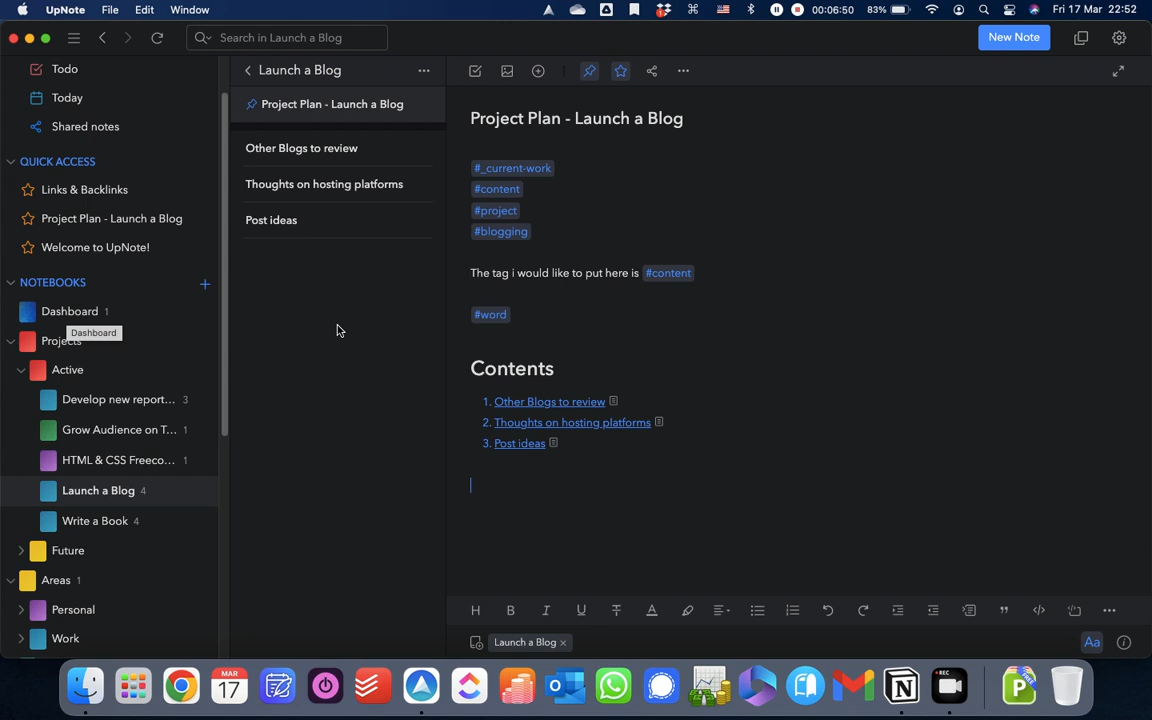 UpNote File Edit Window 00:06:50 83% Fri 17 Mar 22:52
Search in Launch a Blog
New Note
Todo
Today
Shared notes
QUICK ACCESS
Links & Backlinks
Project Plan - Launch a Blog
Welcome to UpNote!
NOTEBOOKS
Dashboard 1
Dashboard
Projects
Active
Develop new report... 3
Grow Audience on T... 1
HTML & CSS Freeco... 1
Launch a Blog 4
Write a Book 4
Future
Areas 1
Personal
Work
Launch a Blog
Project Plan - Launch a Blog
Other Blogs to review
Thoughts on hosting platforms
Post ideas
Project Plan - Launch a Blog
#_current-work
#content
#project
#blogging
The tag i would like to put here is #content
#word
Contents
1. Other Blogs to review
2. Thoughts on hosting platforms
3. Post ideas
H B I U T A
Launch a Blog
Aa
MAR
17
REC